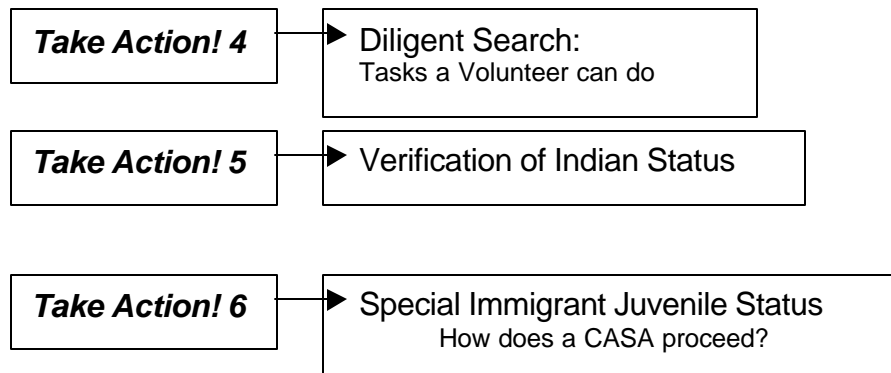 Take Action! 4
Diligent Search:
Tasks a Volunteer can do
Take Action! 5
Verification of Indian Status
Take Action! 6
Special Immigrant Juvenile Status
How does a CASA proceed?